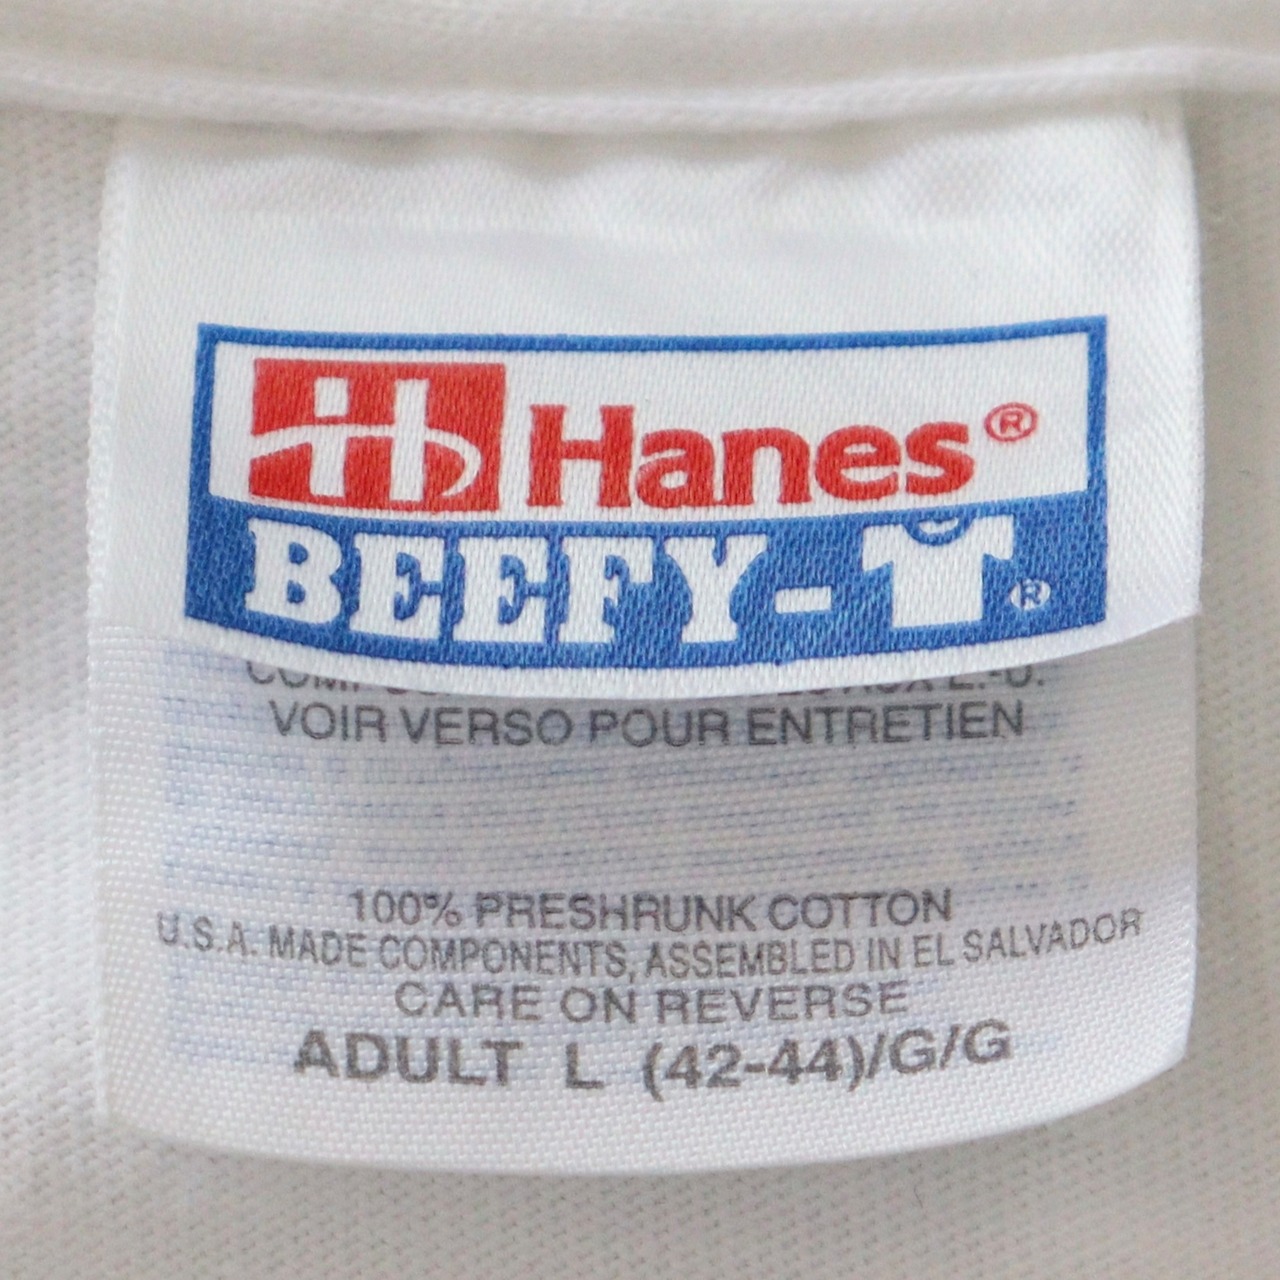 Hanes®
BEEFY-T®
VOIR VERSO POUR ENTRETIEN
100% PRESHRUNK COTTON
U.S.A. MADE COMPONENTS, ASSEMBLED IN EL SALVADOR
CARE ON REVERSE
ADULT L (42-44)/G/G